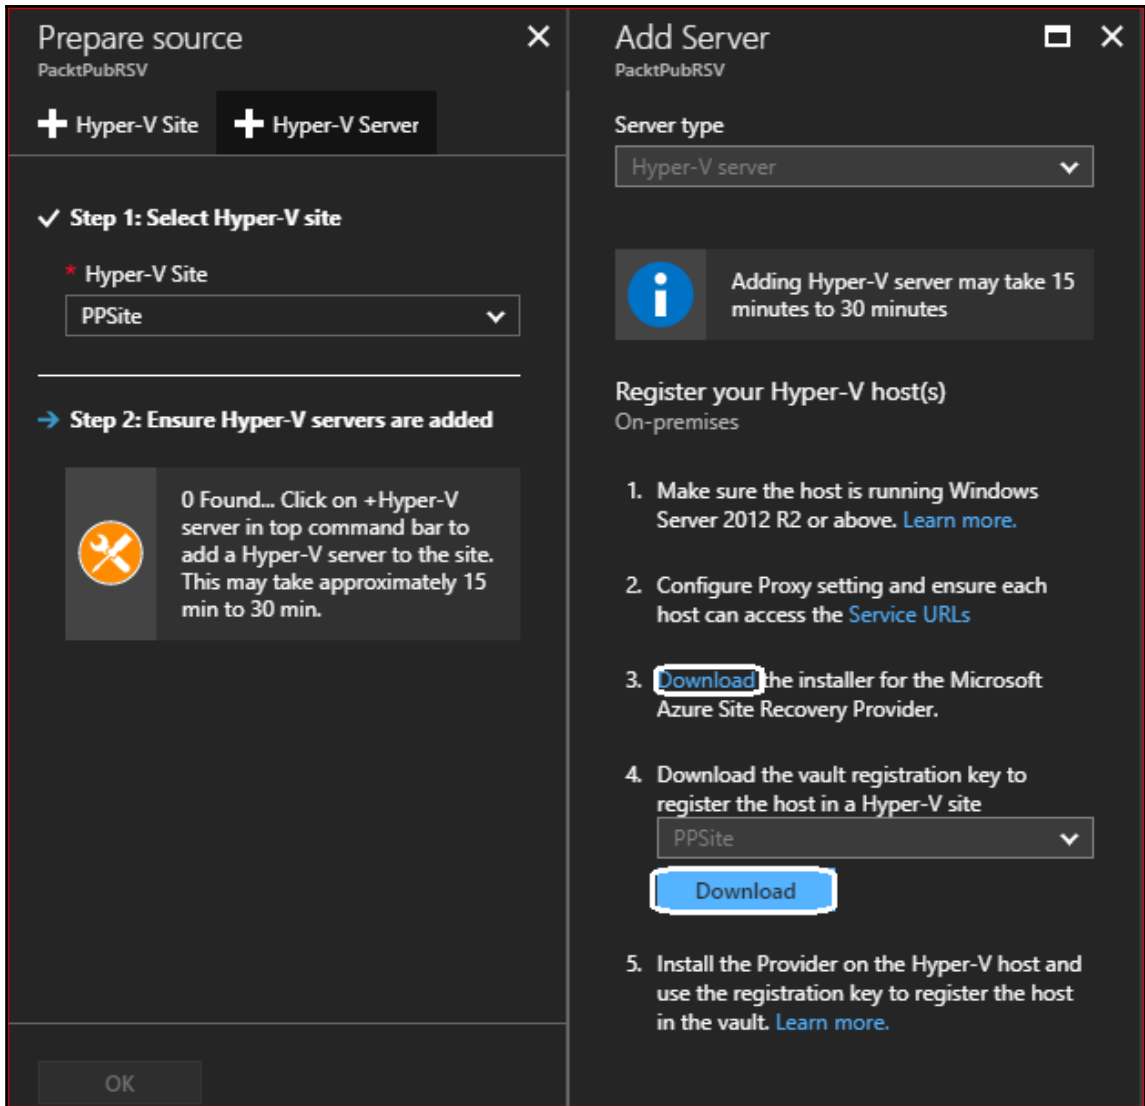 Prepare source
PacktPubRSV
Hyper-V Site
Hyper-V Server
Step 1: Select Hyper-V site
* Hyper-V Site
PPSite
Step 2: Ensure Hyper-V servers are added
0 Found... Click on +Hyper-V
server in top command bar to
add a Hyper-V server to the site.
This may take approximately 15
min to 30 min.
OK
Add Server
PacktPubRSV
Server type
Hyper-V server
Adding Hyper-V server may take 15
minutes to 30 minutes
Register your Hyper-V host(s)
On-premises
1. Make sure the host is running Windows
Server 2012 R2 or above. Learn more.
2. Configure Proxy setting and ensure each
host can access the Service URLs
3. Download the installer for the Microsoft
Azure Site Recovery Provider.
4. Download the vault registration key to
register the host in a Hyper-V site
PPSite
Download
5. Install the Provider on the Hyper-V host and
use the registration key to register the host
in the vault. Learn more.